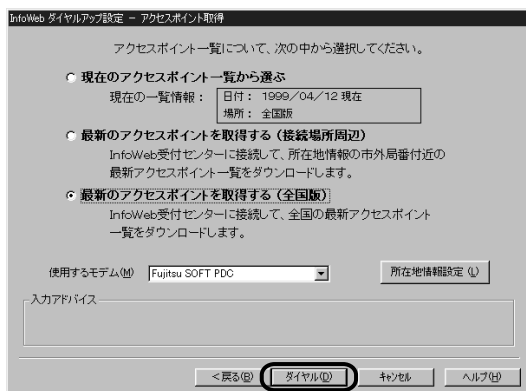 InfoWeb ダイヤルアップ設定 － アクセスポイント取得
アクセスポイント一覧について、次の中から選択してください。
現在のアクセスポイント一覧から選ぶ
現在の一覧情報： 日付： 1999／04／12 現在
場所： 全国版
最新のアクセスポイントを取得する（接続場所周辺）
InfoWeb受付センターに接続して、所在地情報の市外局番付近の
最新アクセスポイント一覧をダウンロードします。
最新のアクセスポイントを取得する（全国版）
InfoWeb受付センターに接続して、全国の最新アクセスポイント
一覧をダウンロードします。
使用するモデム(M) Fujitsu SOFT PDC 所在地情報設定 (L)
入力アドバイス
＜戻る(B) ダイヤル(D) キャンセル ヘルプ(H)